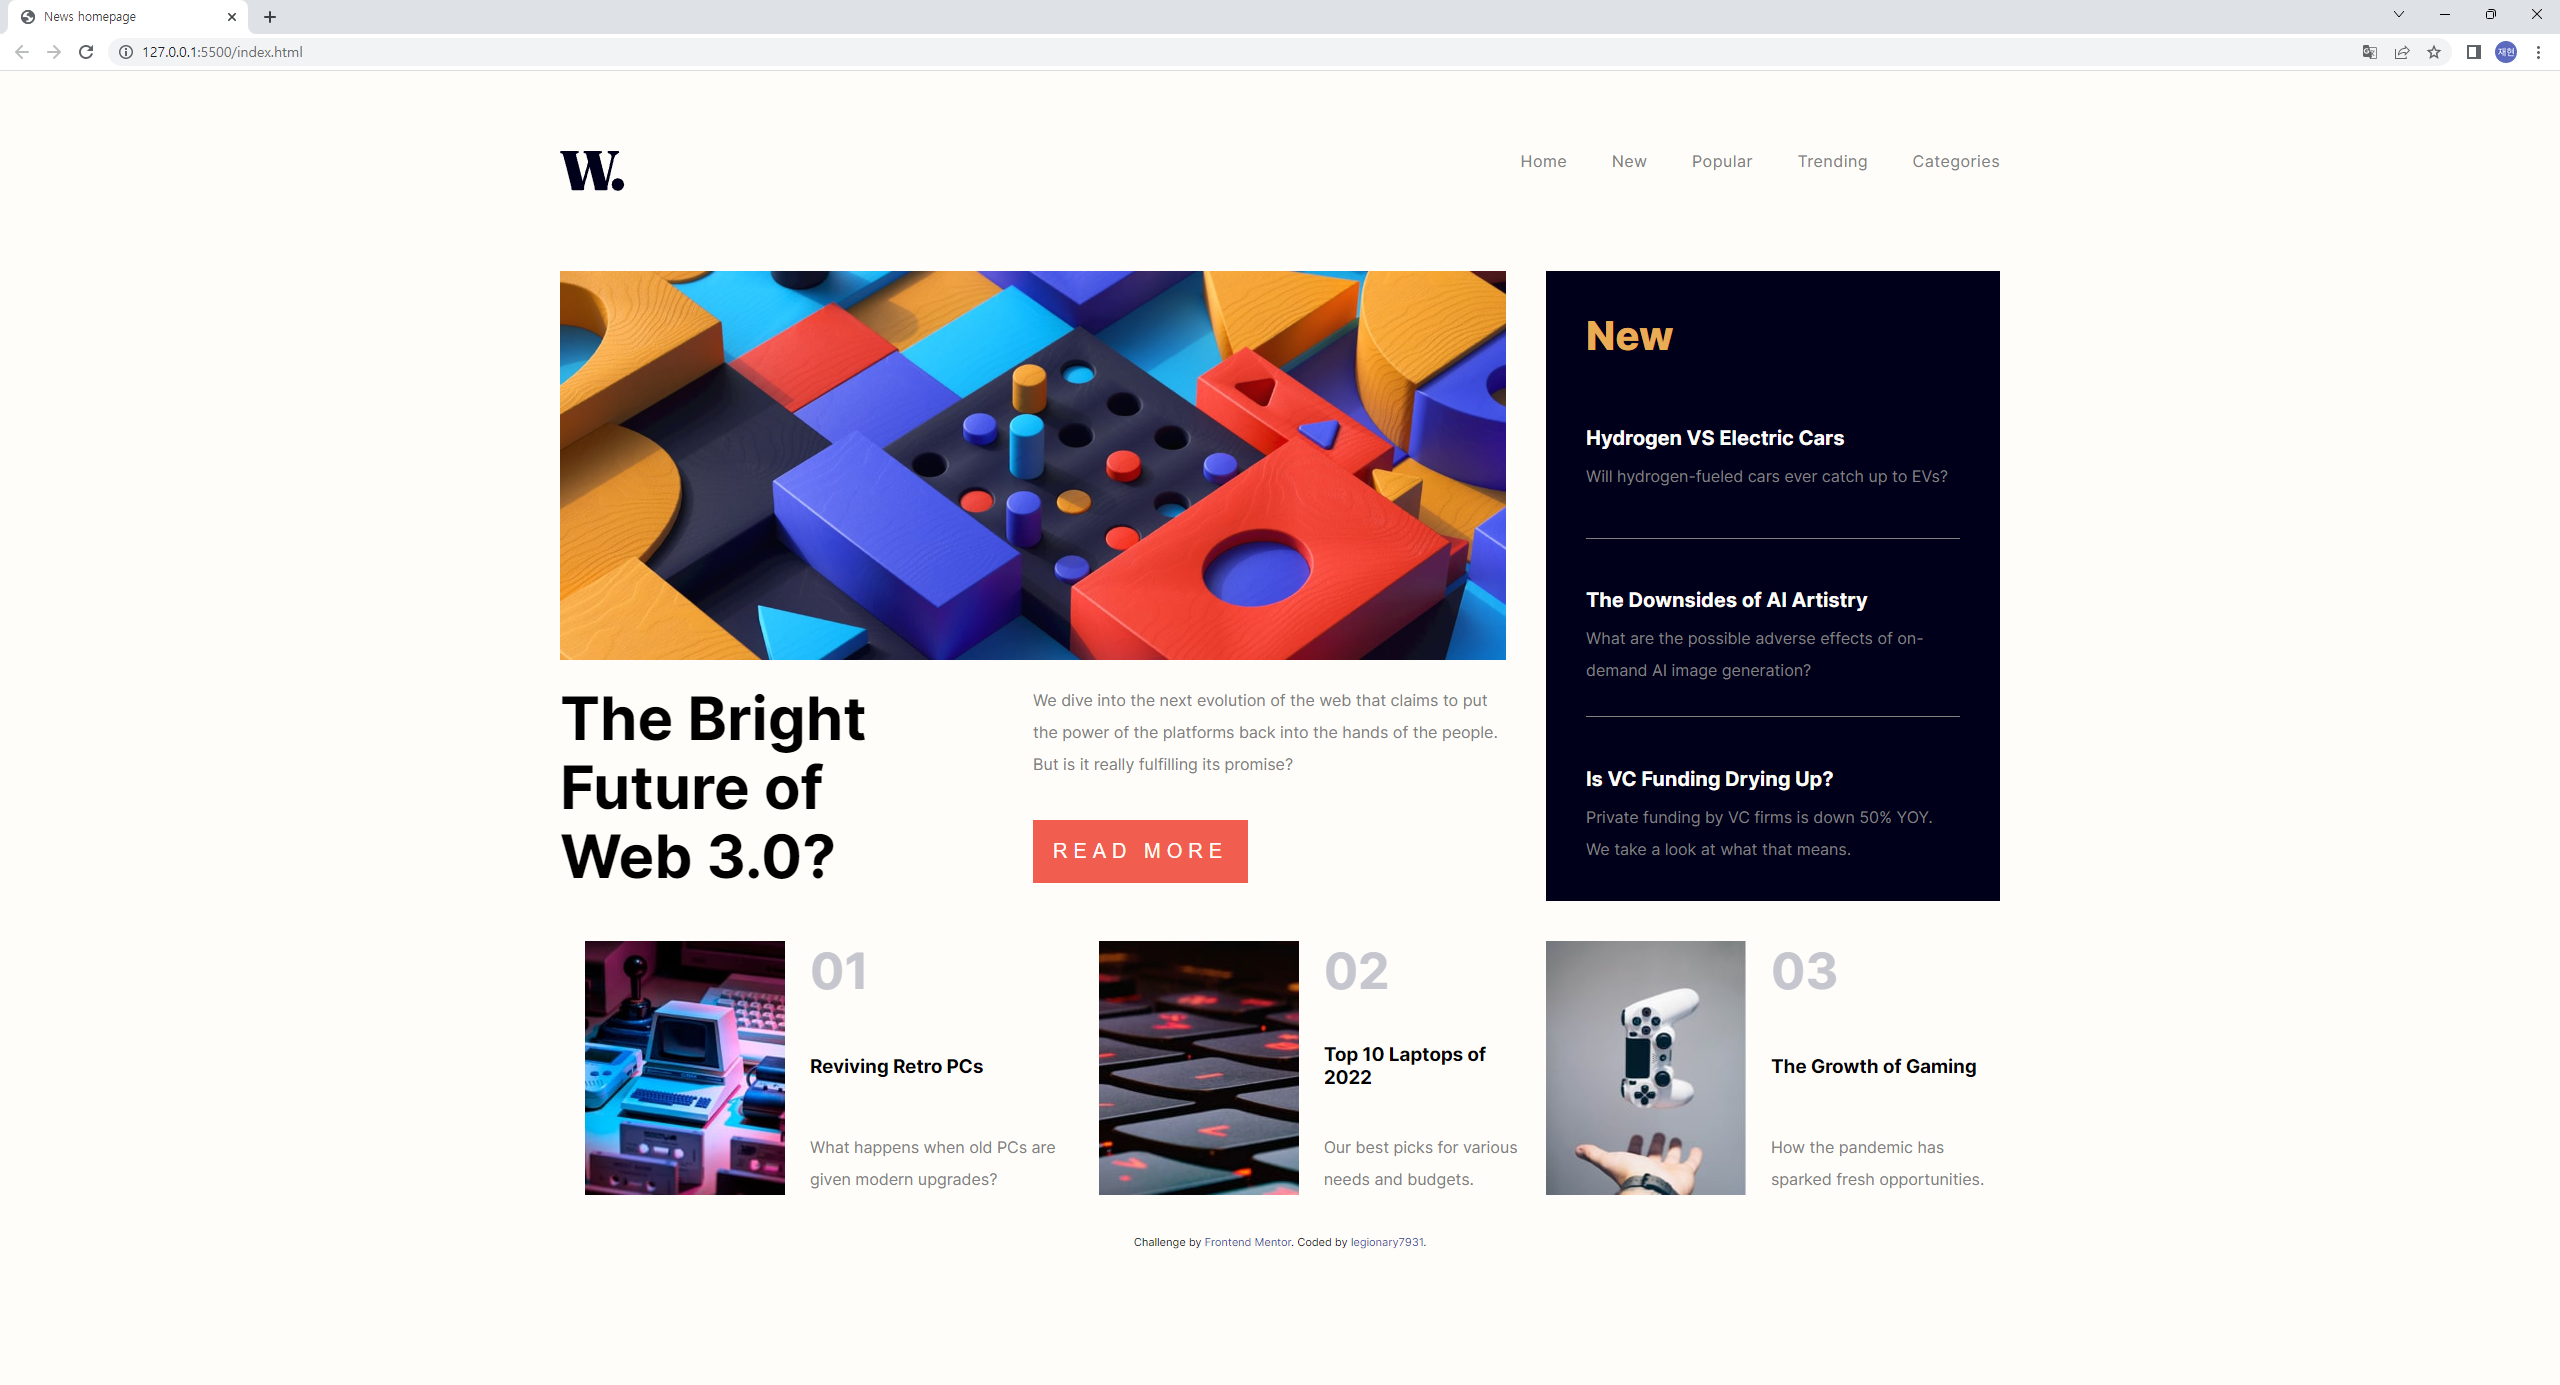 News homepage
127.0.0.1:5500/index.html
재현
W.
Home New Popular Trending Categories
New
Hydrogen VS Electric Cars
Will hydrogen-fueled cars ever catch up to EVs?
The Downsides of AI Artistry
What are the possible adverse effects of on-
demand AI image generation?
Is VC Funding Drying Up?
Private funding by VC firms is down 50% YOY.
We take a look at what that means.
The Bright
Future of
Web 3.0?
We dive into the next evolution of the web that claims to put
the power of the platforms back into the hands of the people.
But is it really fulfilling its promise?
READ MORE
01
Reviving Retro PCs
What happens when old PCs are
given modern upgrades?
02
Top 10 Laptops of
2022
Our best picks for various
needs and budgets.
03
The Growth of Gaming
How the pandemic has
sparked fresh opportunities.
Challenge by Frontend Mentor. Coded by legionary7931.